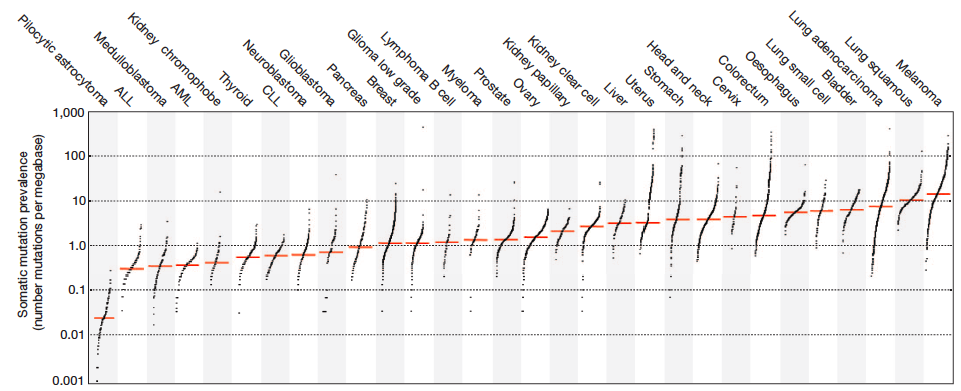 Pilocytic astrocytoma
ALL
Medulloblastoma
AML
Kidney chromophobe
Thyroid
CLL
Neuroblastoma
Glioblastoma
Pancreas
Breast
Glioma low grade
Lymphoma B cell
Myeloma
Prostate
Ovary
Kidney papillary
Kidney clear cell
Liver
Uterus
Stomach
Head and neck
Cervix
Colorectum
Oesophagus
Lung small cell
Bladder
Lung adenocarcinoma
Lung squamous
Melanoma
Somatic mutation prevalence
(number mutations per megabase)
1,000
100
10
1.0
0.1
0.01
0.001